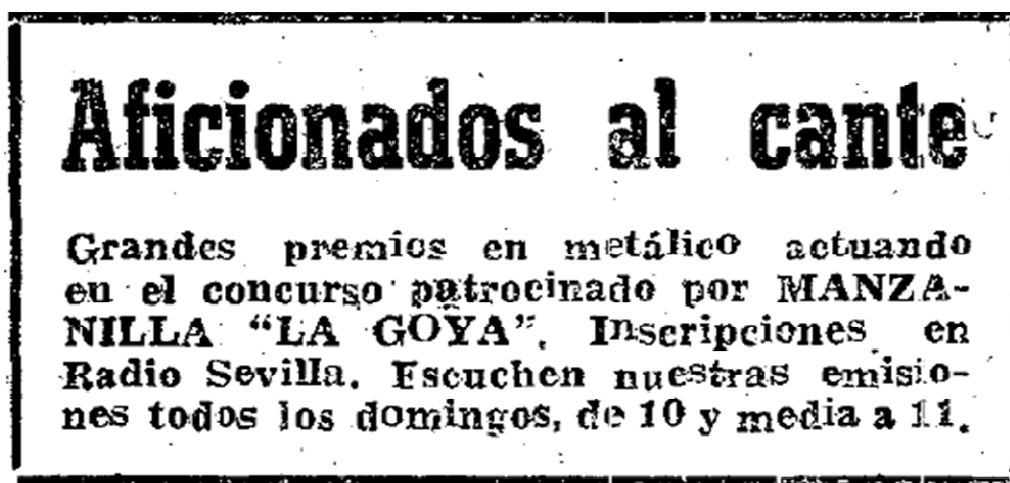 Aficionados al cante
Grandes premios en metálico actuando
en el concurso patrocinado por MANZA-
NILLA "LA GOYA". Inscripciones en
Radio Sevilla. Escuchen nuestras emisio-
nes todos los domingos, de 10 y media a 11.